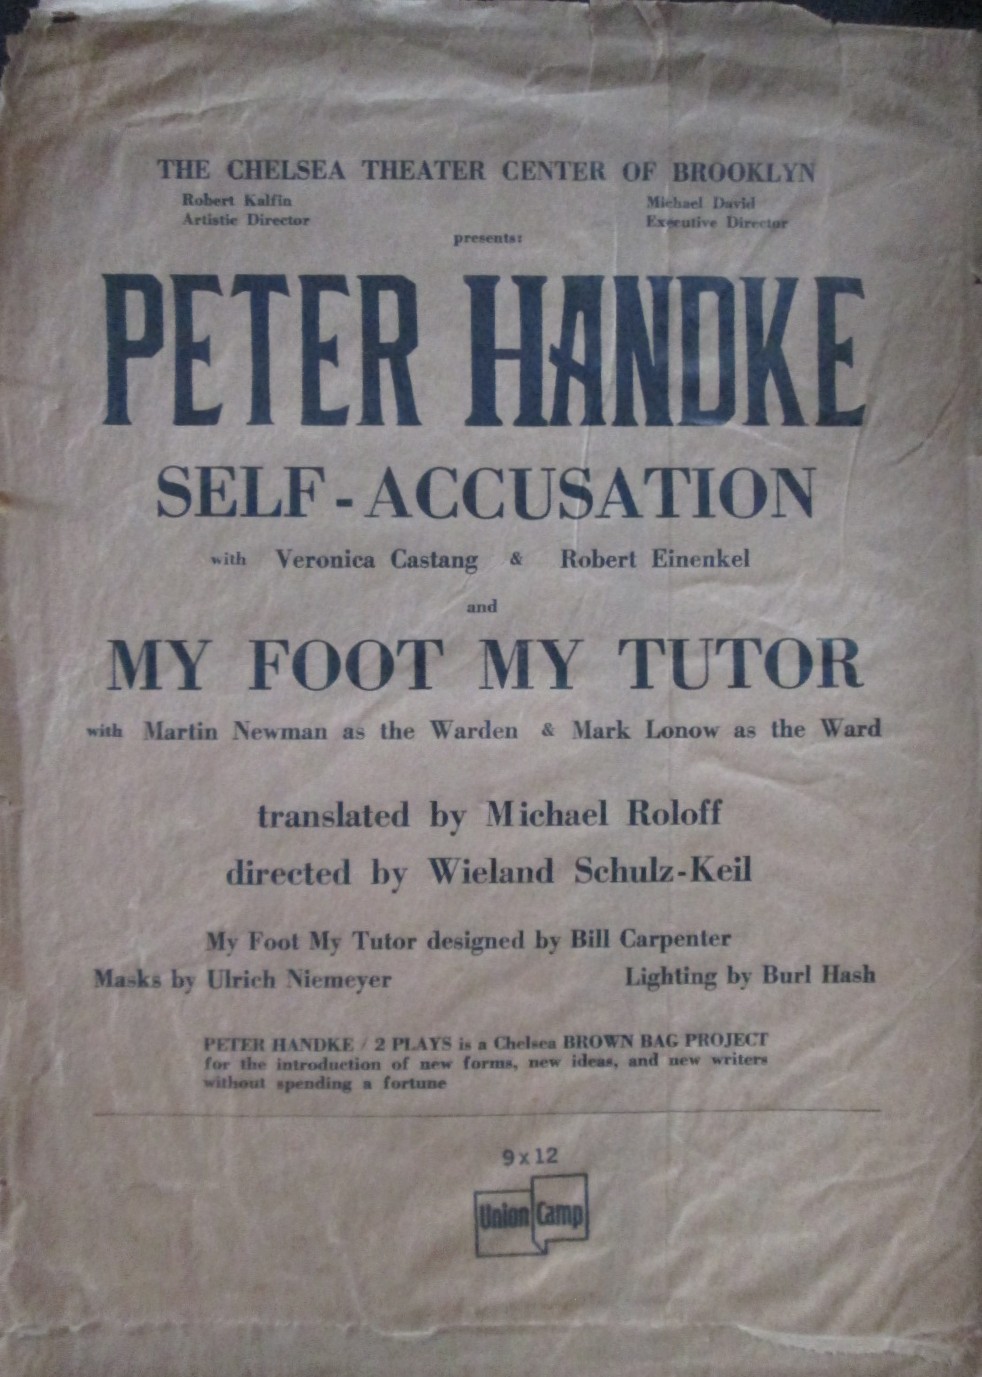 THE CHELSEA THEATER CENTER OF BROOKLYN
Robert Kalfin Michael David
Artistic Director Executive Director
presents:
PETER HANDKE
SELF-ACCUSATION
with Veronica Castang & Robert Einenkel
and
MY FOOT MY TUTOR
with Martin Newman as the Warden & Mark Lonow as the Ward
translated by Michael Roloff
directed by Wieland Schulz-Keil
My Foot My Tutor designed by Bill Carpenter
Masks by Ulrich Niemeyer Lighting by Burl Hash
PETER HANDKE / 2 PLAYS is a Chelsea BROWN BAG PROJECT
for the introduction of new forms, new ideas, and new writers
without spending a fortune
9 x 12
Union Camp